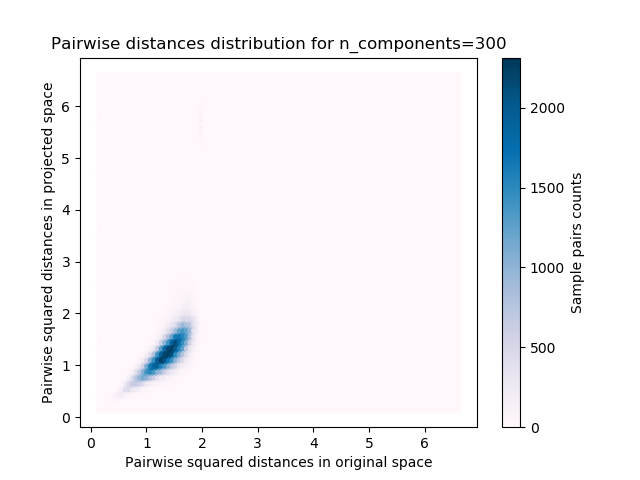 Pairwise distances distribution for n_components=300
Pairwise squared distances in projected space
6
5
4
3
2
1
0
0 1 2 3 4 5 6
Pairwise squared distances in original space
2000
1500
1000
500
0
Sample pairs counts